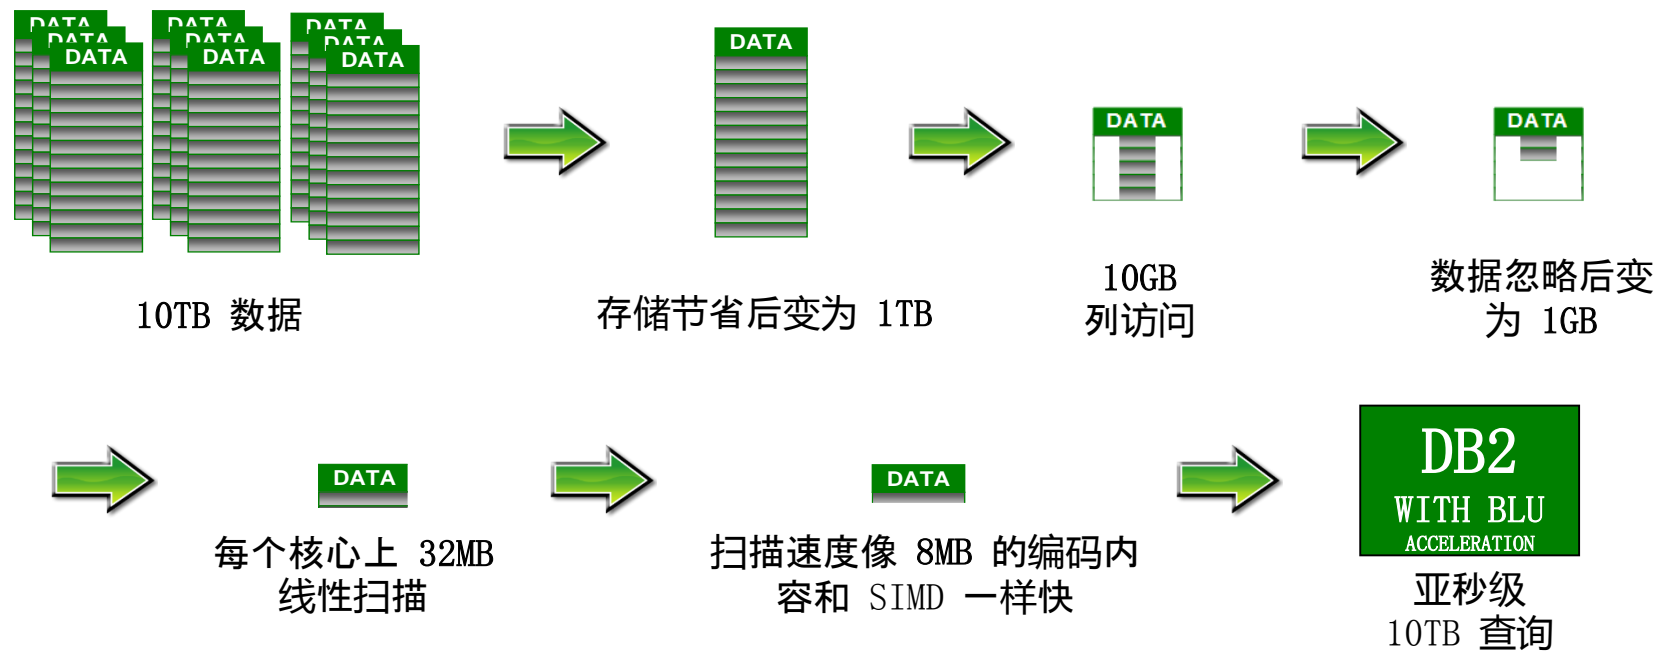 DATA DATA DATA
DATA DATA DATA
DATA DATA DATA
DATA
DATA
DATA
10TB 数据
存储节省后变为 1TB
10GB
列访问
数据忽略后变
为 1GB
DATA
每个核心上 32MB
线性扫描
DATA
扫描速度像 8MB 的编码内
容和 SIMD 一样快
DB2
WITH BLU
ACCELERATION
亚秒级
10TB 查询